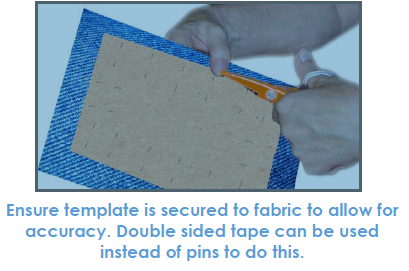 Ensure template is secured to fabric to allow for
accuracy. Double sided tape can be used
instead of pins to do this.